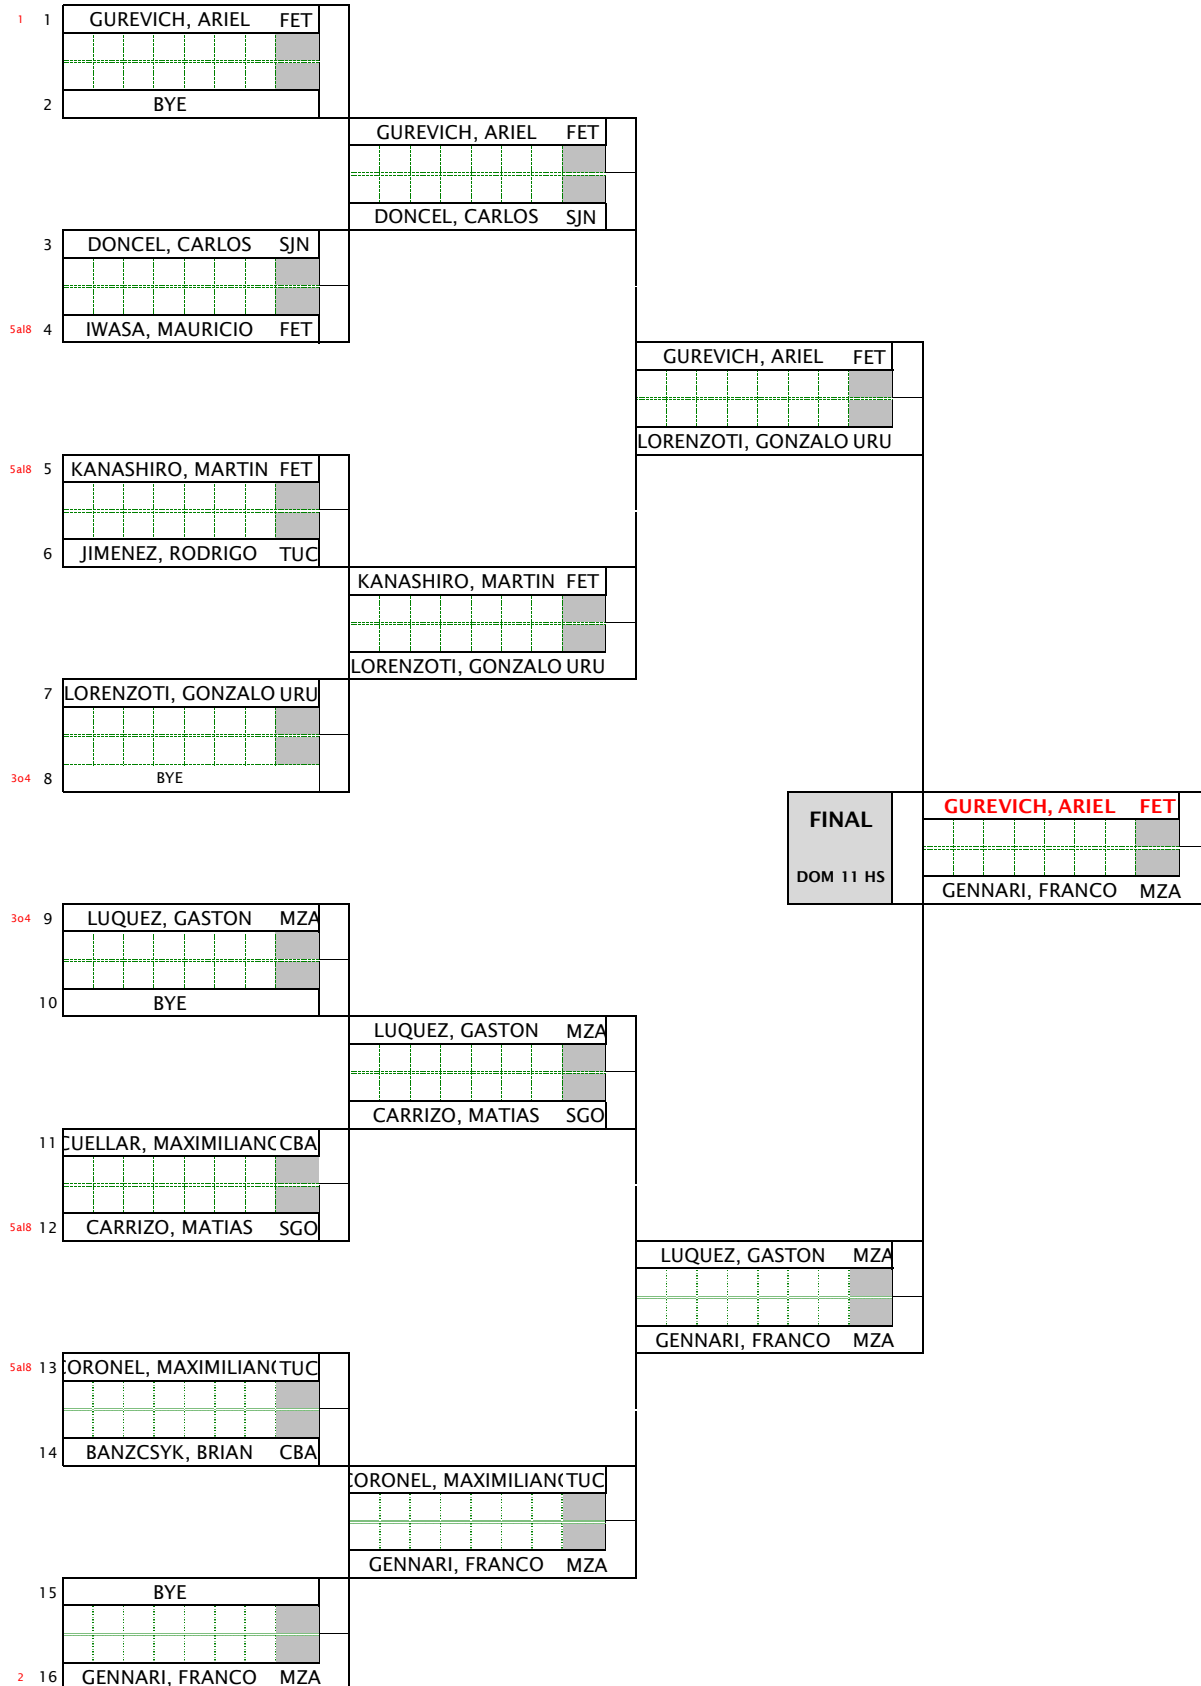 1 1 GUREVICH, ARIEL FET
2 BYE
GUREVICH, ARIEL FET
DONCEL, CARLOS SJN
3 DONCEL, CARLOS SJN
5al8 4 IWASA, MAURICIO FET
GUREVICH, ARIEL FET
LORENZOTI, GONZALO URU
5al8 5 KANASHIRO, MARTIN FET
6 JIMENEZ, RODRIGO TUC
KANASHIRO, MARTIN FET
LORENZOTI, GONZALO URU
7 LORENZOTI, GONZALO URU
3o4 8 BYE
FINAL
DOM 11 HS
GUREVICH, ARIEL FET
GENNARI, FRANCO MZA
3o4 9 LUQUEZ, GASTON MZA
10 BYE
LUQUEZ, GASTON MZA
CARRIZO, MATIAS SGO
11 CUELLAR, MAXIMILIANO CBA
5al8 12 CARRIZO, MATIAS SGO
LUQUEZ, GASTON MZA
GENNARI, FRANCO MZA
5al8 13 CORONEL, MAXIMILIANO TUC
14 BANZCSYK, BRIAN CBA
CORONEL, MAXIMILIANO TUC
GENNARI, FRANCO MZA
15 BYE
2 16 GENNARI, FRANCO MZA